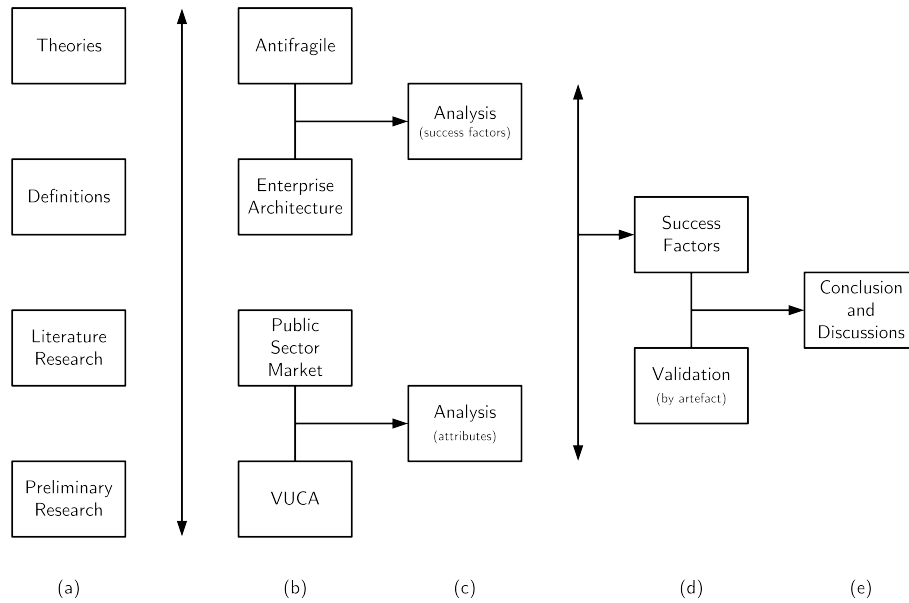 Theories
Definitions
Literature
Research
Preliminary
Research
(a)
Antifragile
Enterprise
Architecture
Public
Sector
Market
VUCA
(b)
Analysis
(success factors)
Analysis
(attributes)
(c)
Success
Factors
Validation
(by artefact)
(d)
Conclusion
and
Discussions
(e)